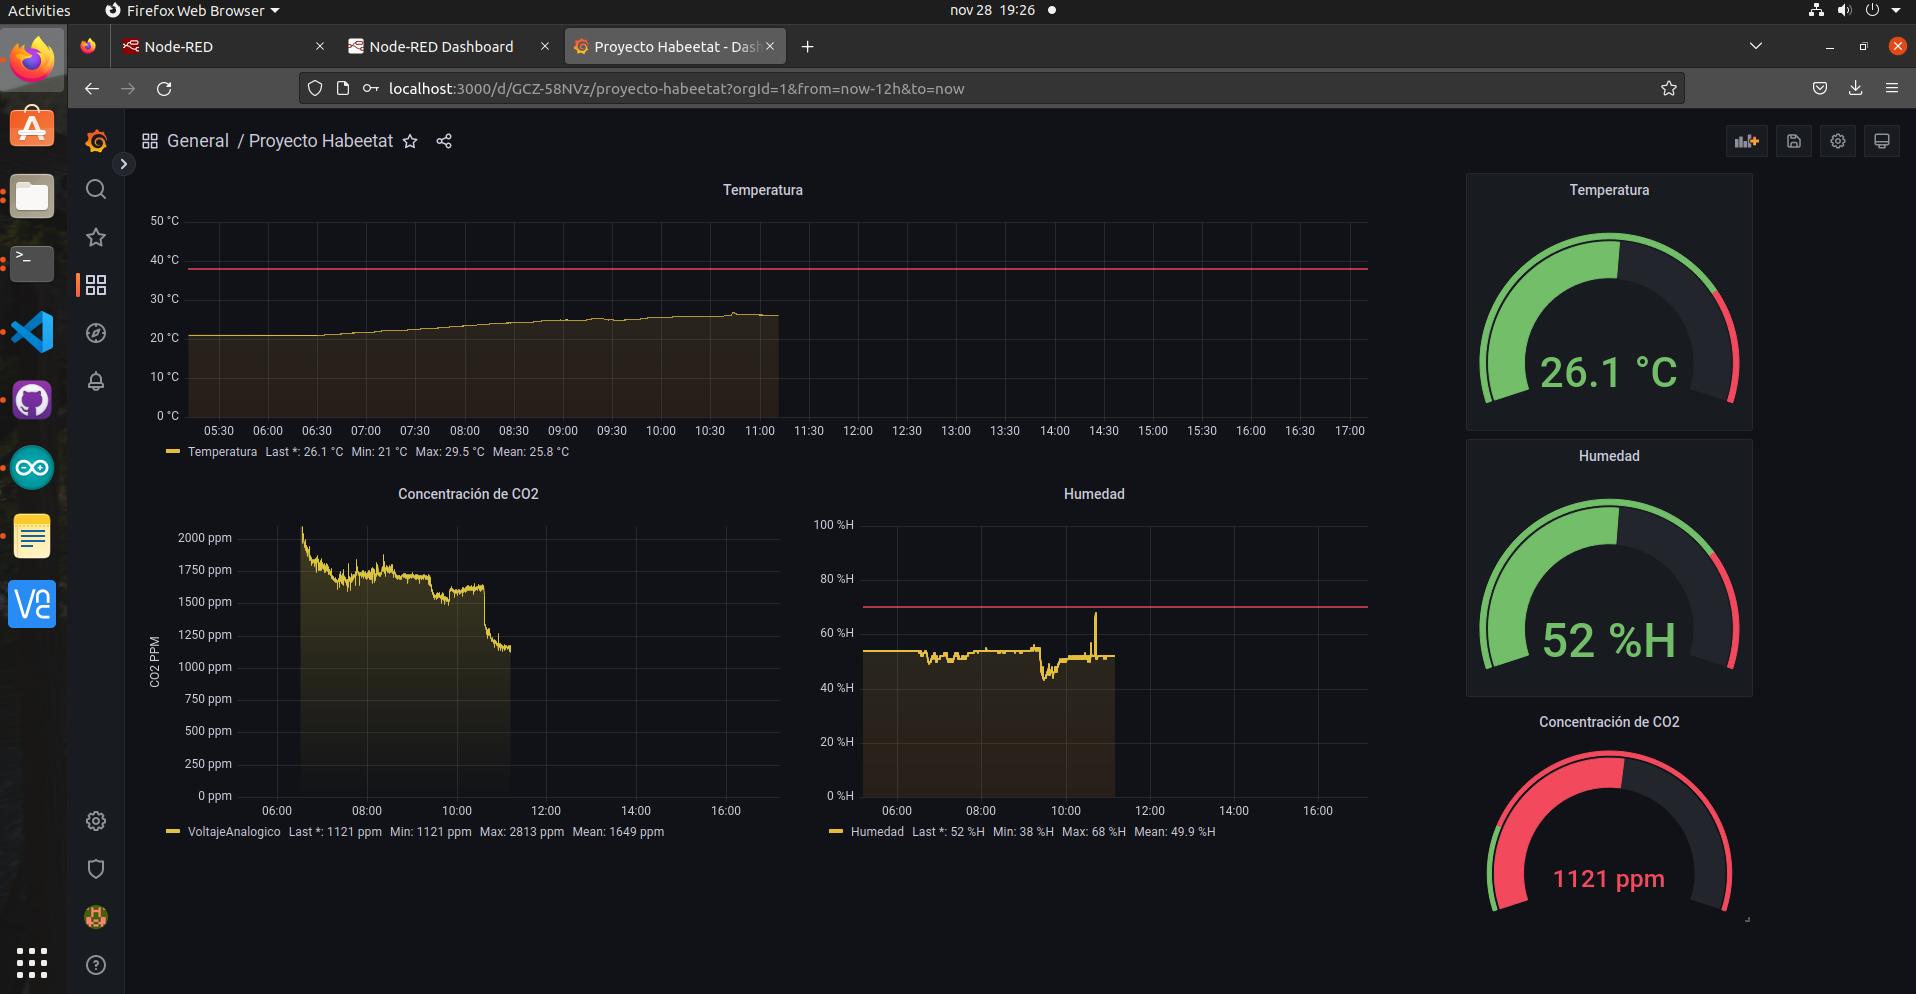 Activities
Firefox Web Browser
nov 28 19:26
Node-RED
Node-RED Dashboard
Proyecto Habeetat - Das
localhost:3000/d/GCZ-58NVz/proyecto-habeetat?orgId=1&from=now-12h&to=now
General / Proyecto Habeetat
Temperatura
50 °C
40 °C
30 °C
20 °C
10 °C
0 °C
05:30 06:00 06:30 07:00 07:30 08:00 08:30 09:00 09:30 10:00 10:30 11:00 11:30 12:00 12:30 13:00 13:30 14:00 14:30 15:00 15:30 16:00 16:30 17:00
Temperatura Last *: 26.1 °C Min: 21 °C Max: 29.5 °C Mean: 25.8 °C
Concentración de CO2
CO2 PPM
2000 ppm
1750 ppm
1500 ppm
1250 ppm
1000 ppm
750 ppm
500 ppm
250 ppm
0 ppm
06:00 08:00 10:00 12:00 14:00 16:00
VoltajeAnalogico Last *: 1121 ppm Min: 1121 ppm Max: 2813 ppm Mean: 1649 ppm
Humedad
100 %H
80 %H
60 %H
40 %H
20 %H
0 %H
06:00 08:00 10:00 12:00 14:00 16:00
Humedad Last *: 52 %H Min: 38 %H Max: 68 %H Mean: 49.9 %H
Temperatura
26.1 °C
Humedad
52 %H
Concentración de CO2
1121 ppm